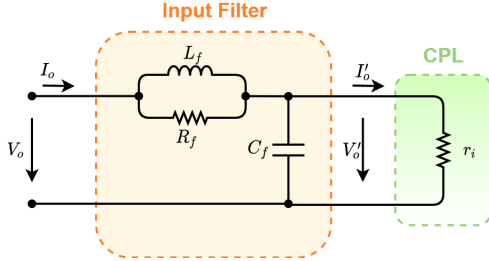 Input Filter
CPL
I_o
L_f
I'_o
R_f
V_o
C_f
V'_o
r_i